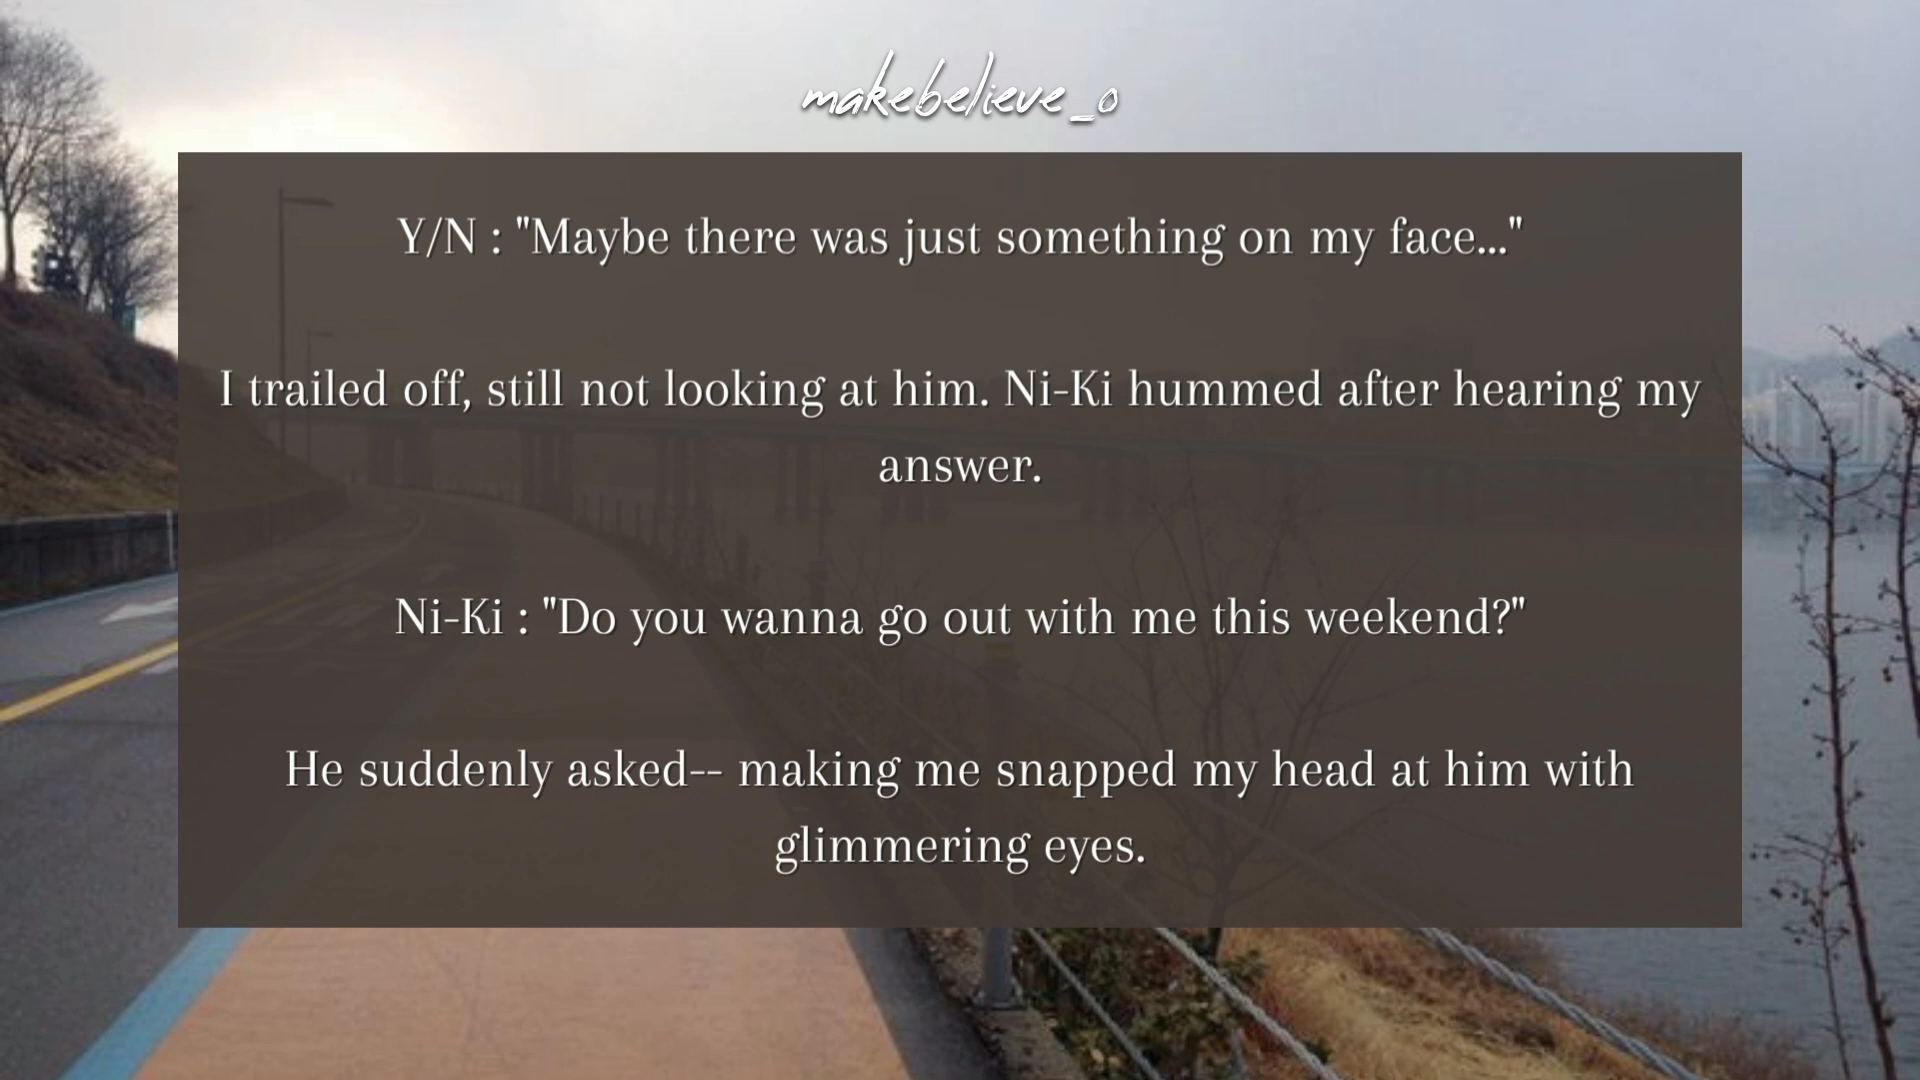 makebelieve_o
Y/N : "Maybe there was just something on my face..."
I trailed off, still not looking at him. Ni-Ki hummed after hearing my
answer.
Ni-Ki : "Do you wanna go out with me this weekend?"
He suddenly asked-- making me snapped my head at him with
glimmering eyes.